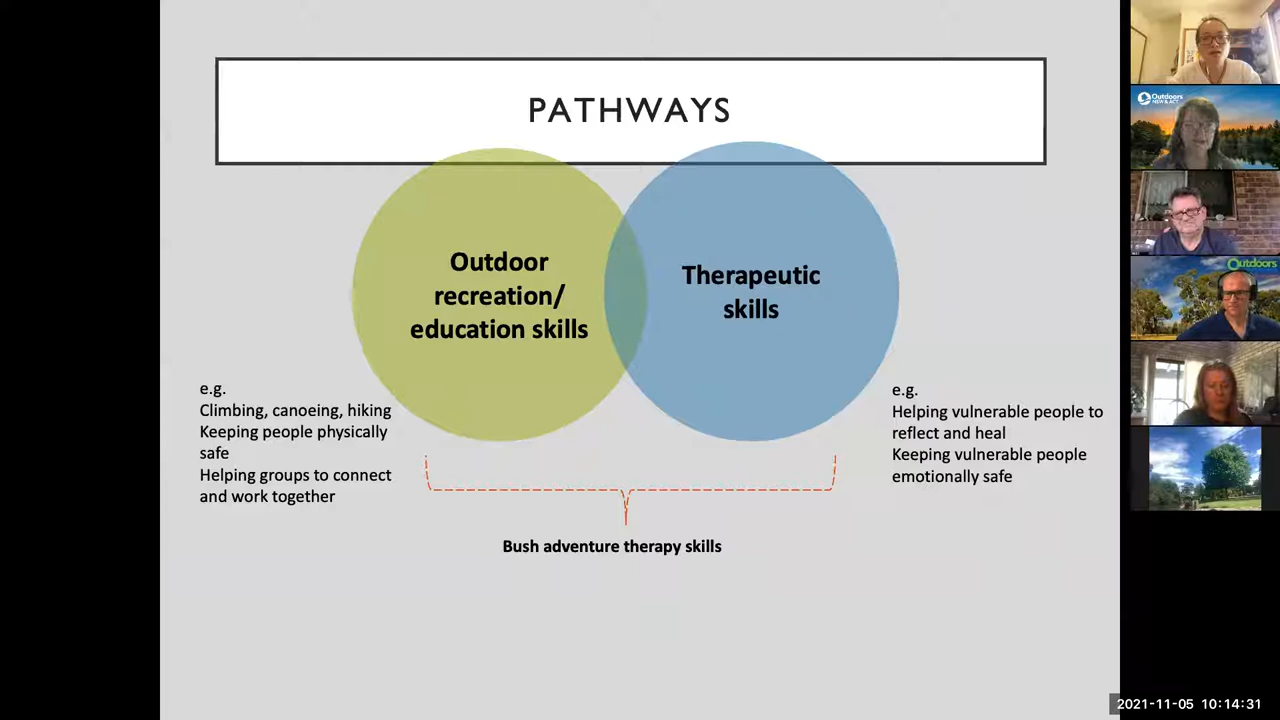 PATHWAYS
Outdoor
recreation/
education skills
Therapeutic
skills
e.g.
Climbing, canoeing, hiking
Keeping people physically
safe
Helping groups to connect
and work together
e.g.
Helping vulnerable people to
reflect and heal
Keeping vulnerable people
emotionally safe
Bush adventure therapy skills
Outdoors
NSW & ACT
Outdoors
2021-11-05 10:14:31